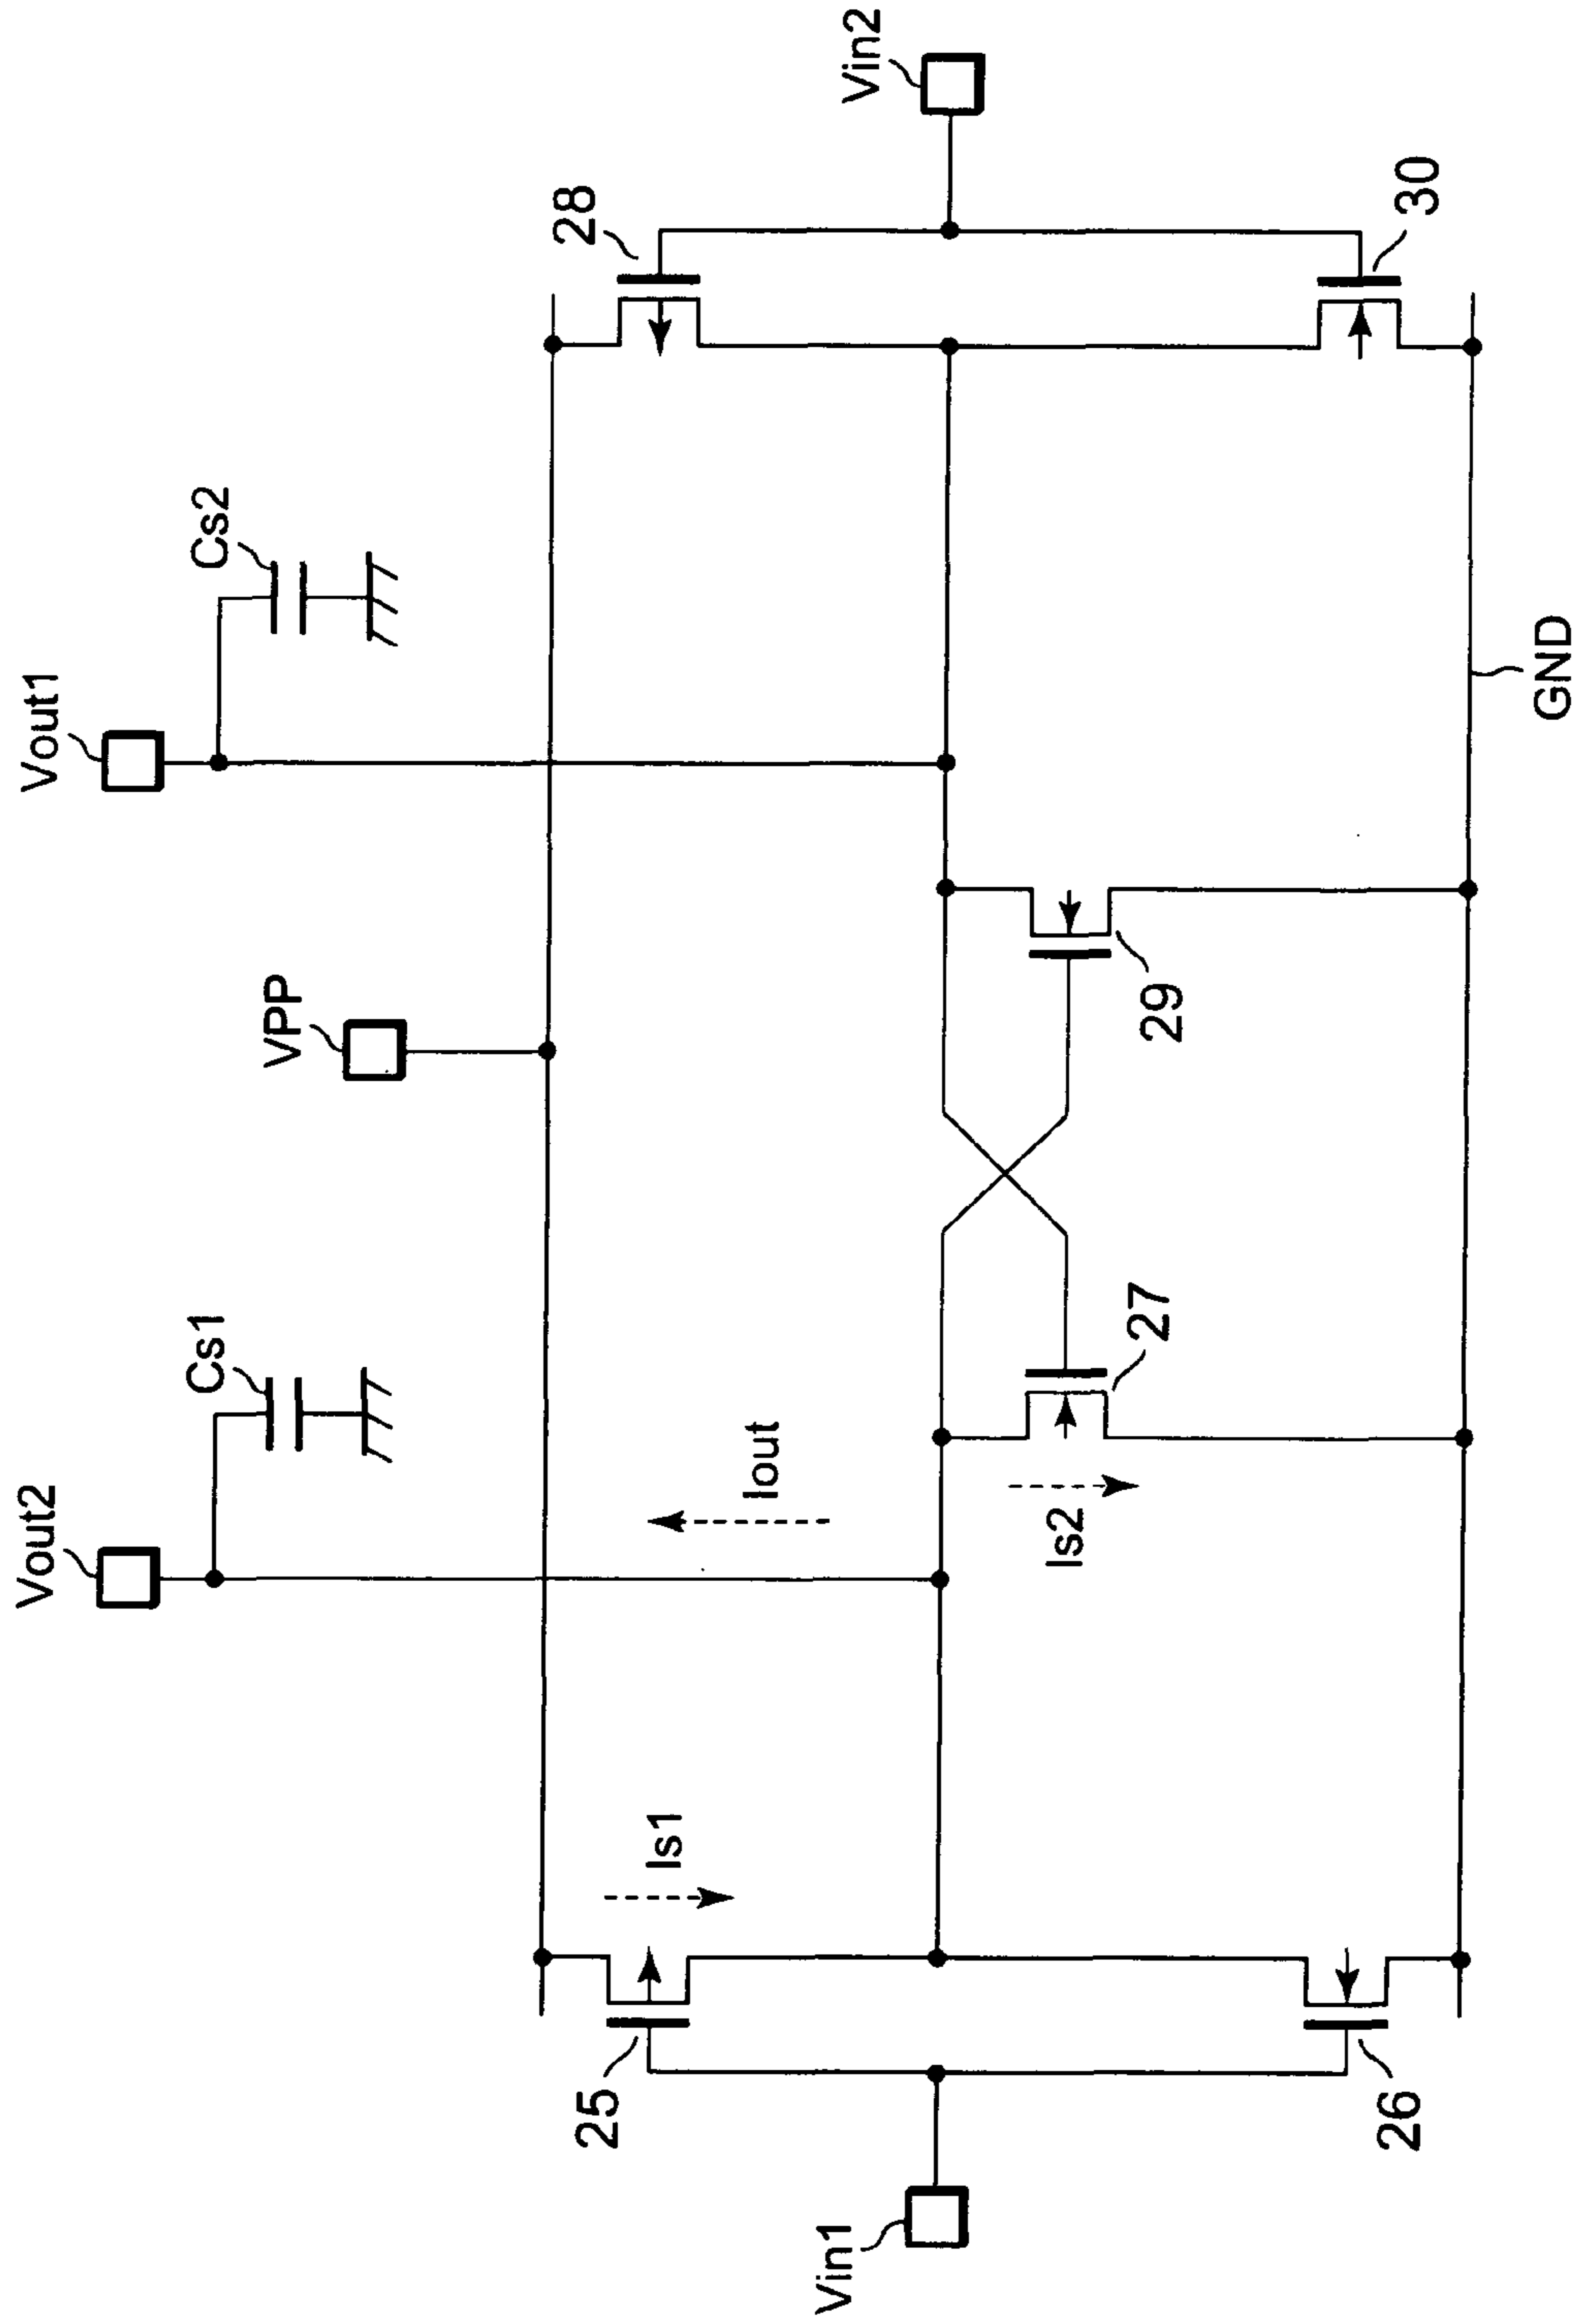 Vout2
Cs1
Vout1
Cs2
VPP
Is1
Iout
25
28
Vin1
Vin2
Is2
27
29
26
30
GND